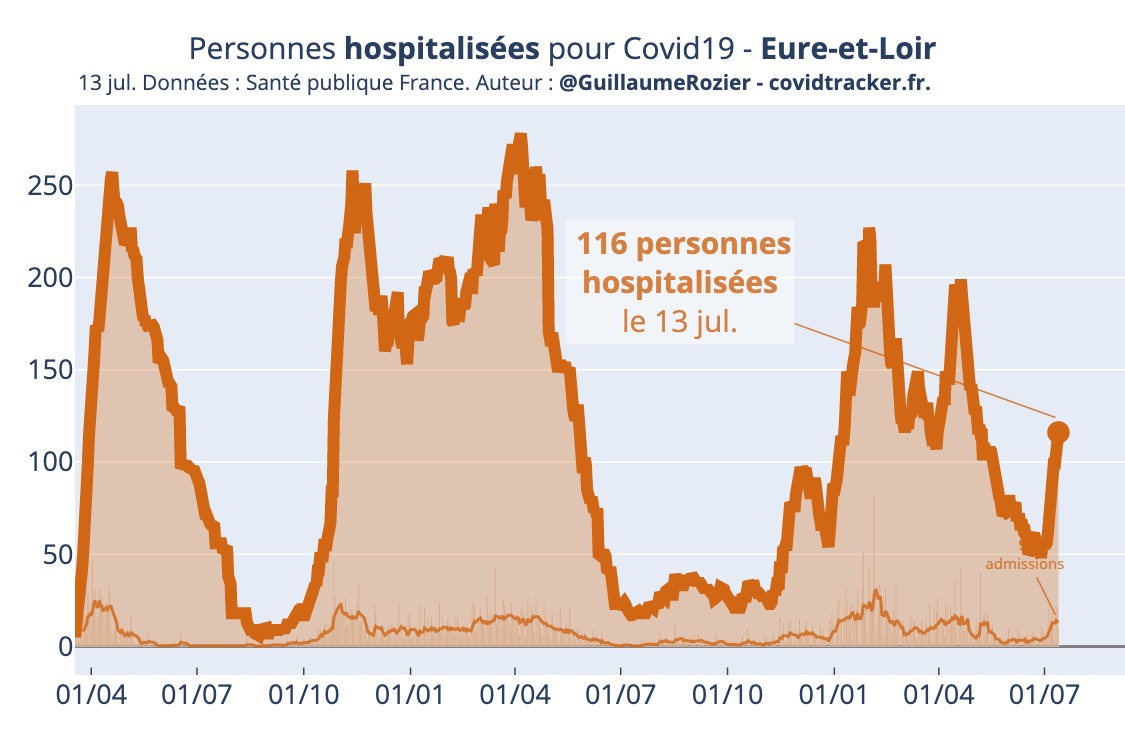 Personnes hospitalisées pour Covid19 - Eure-et-Loir
13 jul. Données : Santé publique France. Auteur : @GuillaumeRozier - covidtracker.fr.
250
200
150
100
50
0
116 personnes
hospitalisées
le 13 jul.
admissions
01/04 01/07 01/10 01/01 01/04 01/07 01/10 01/01 01/04 01/07